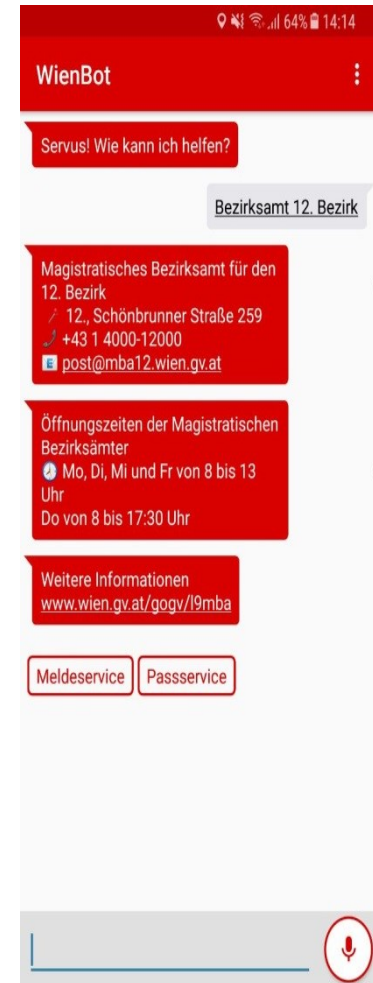 64% 14:14
WienBot
Servus! Wie kann ich helfen?
Bezirksamt 12. Bezirk
Magistratisches Bezirksamt für den
12. Bezirk
12., Schönbrunner Straße 259
+43 1 4000-12000
post@mba12.wien.gv.at
Öffnungszeiten der Magistratischen
Bezirksämter
Mo, Di, Mi und Fr von 8 bis 13
Uhr
Do von 8 bis 17:30 Uhr
Weitere Informationen
www.wien.gv.at/gogv/l9mba
Meldeservice Passservice